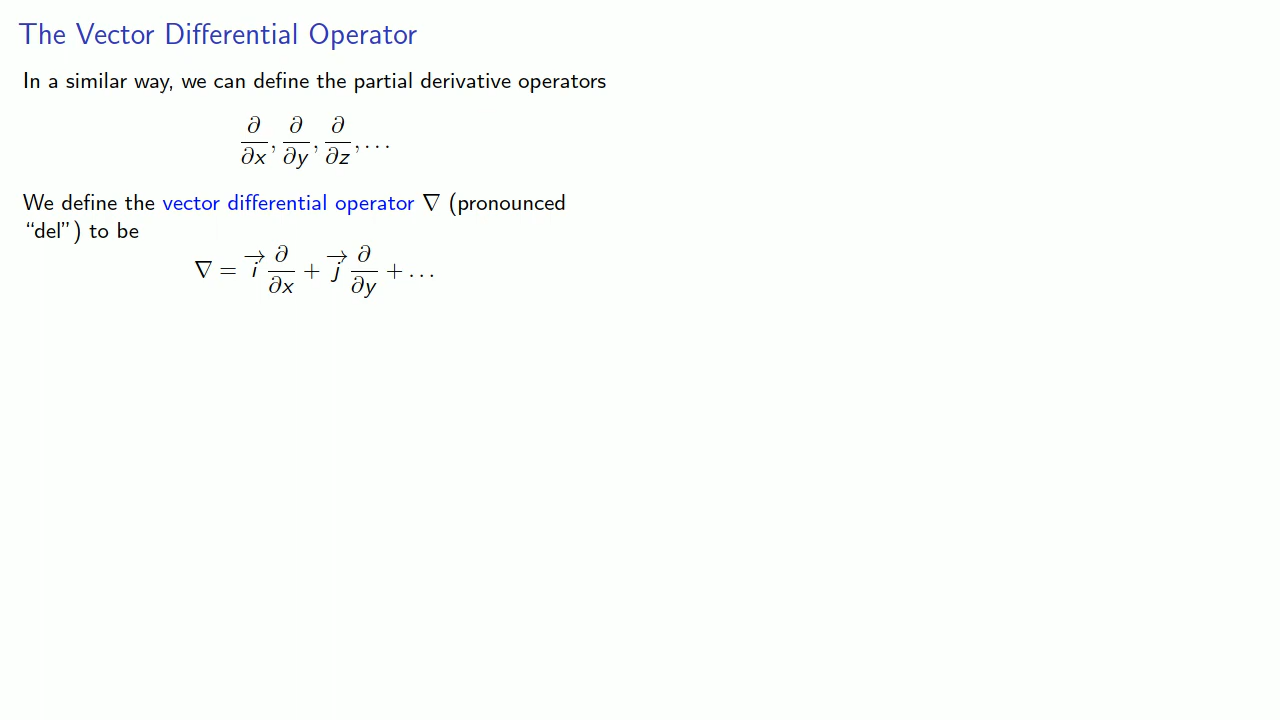 The Vector Differential Operator
In a similar way, we can define the partial derivative operators
∂/∂x, ∂/∂y, ∂/∂z, …
We define the vector differential operator ∇ (pronounced
“del”) to be
∇ = i⃗ ∂/∂x + j⃗ ∂/∂y + …